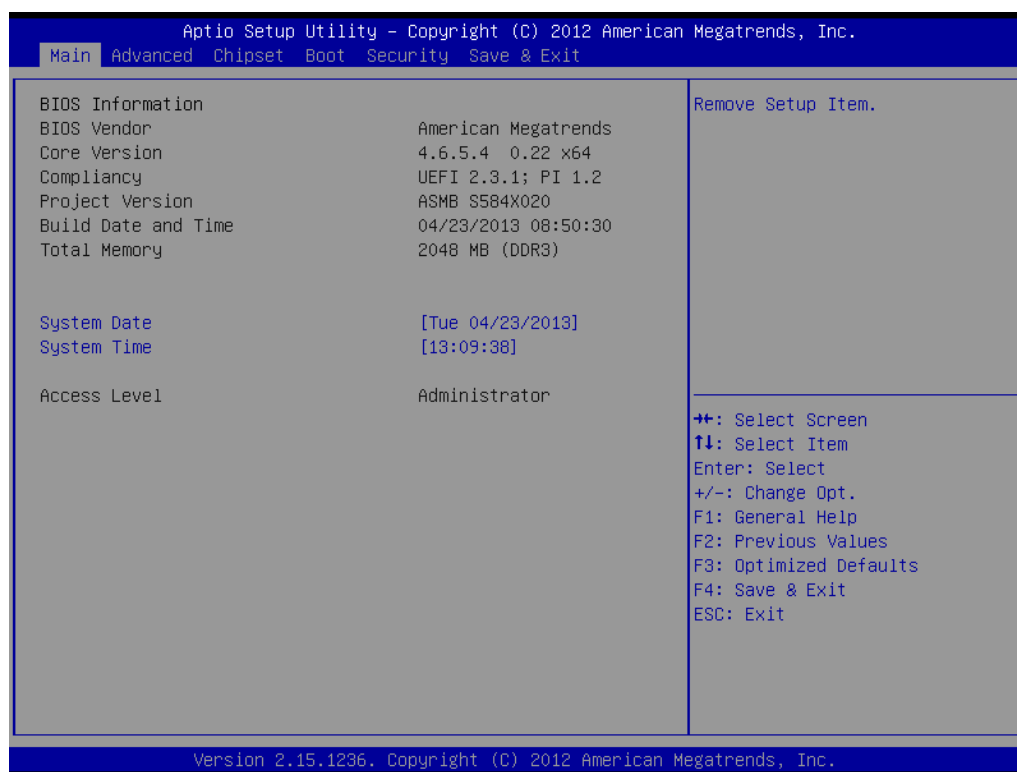 Aptio Setup Utility – Copyright (C) 2012 American Megatrends, Inc.
Main Advanced Chipset Boot Security Save & Exit
BIOS Information
BIOS Vendor American Megatrends
Core Version 4.6.5.4 0.22 x64
Compliancy UEFI 2.3.1; PI 1.2
Project Version ASMB S584X020
Build Date and Time 04/23/2013 08:50:30
Total Memory 2048 MB (DDR3)
System Date [Tue 04/23/2013]
System Time [13:09:38]
Access Level Administrator
Remove Setup Item.
→←: Select Screen
↑↓: Select Item
Enter: Select
+/-: Change Opt.
F1: General Help
F2: Previous Values
F3: Optimized Defaults
F4: Save & Exit
ESC: Exit
Version 2.15.1236. Copyright (C) 2012 American Megatrends, Inc.